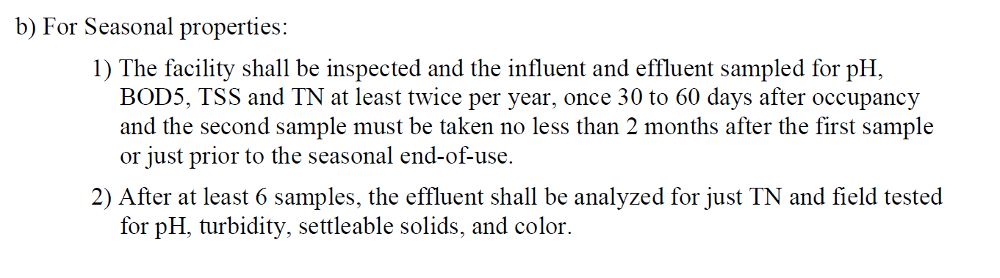 b) For Seasonal properties:
1) The facility shall be inspected and the influent and effluent sampled for pH,
BOD5, TSS and TN at least twice per year, once 30 to 60 days after occupancy
and the second sample must be taken no less than 2 months after the first sample
or just prior to the seasonal end-of-use.
2) After at least 6 samples, the effluent shall be analyzed for just TN and field tested
for pH, turbidity, settleable solids, and color.